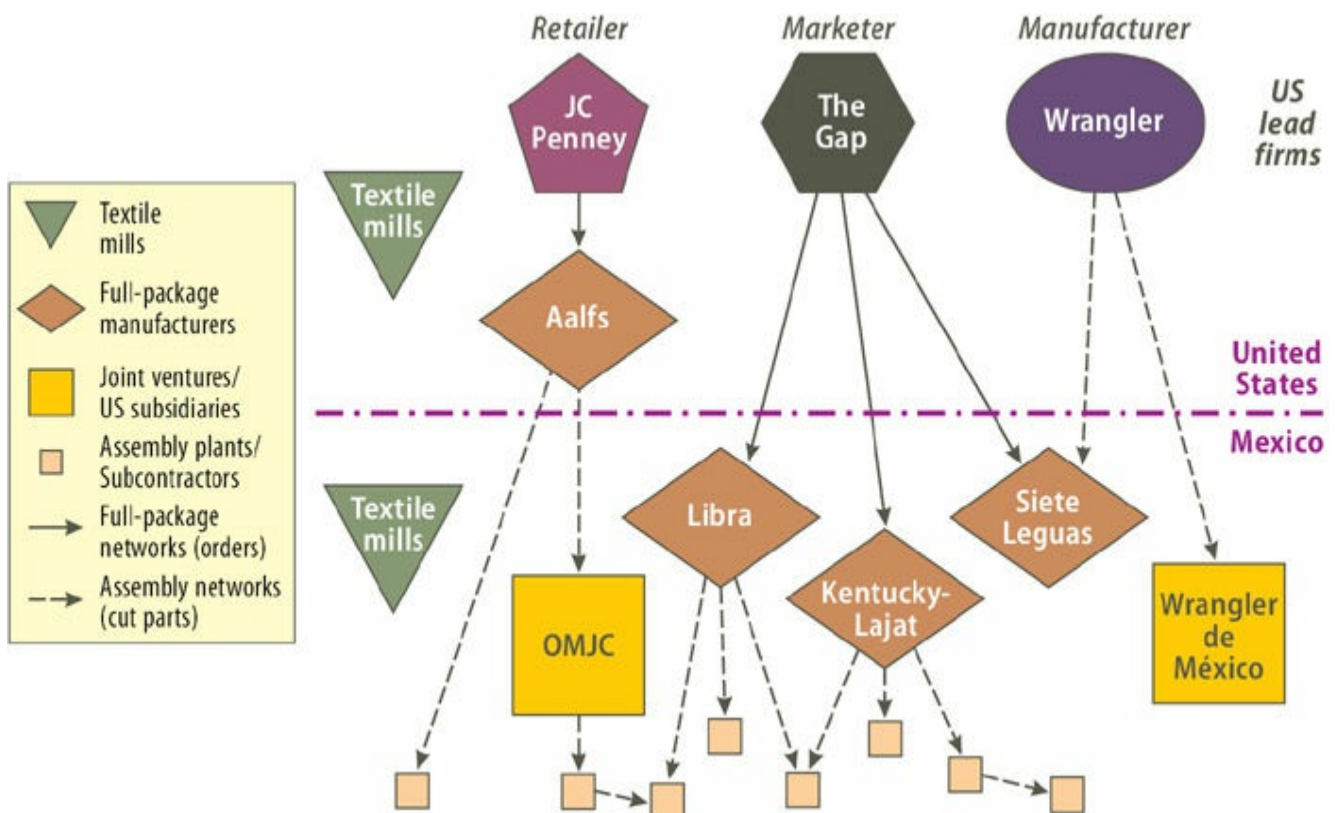 Retailer
Marketer
Manufacturer
JC
Penney
The
Gap
Wrangler
US
lead
firms
Textile
mills
Full-package
manufacturers
Joint ventures/
US subsidiaries
Assembly plants/
Subcontractors
Full-package
networks (orders)
Assembly networks
(cut parts)
Textile
mills
Aalfs
United
States
Mexico
Textile
mills
Libra
Siete
Leguas
Kentucky-
Lajat
OMJC
Wrangler
de
México